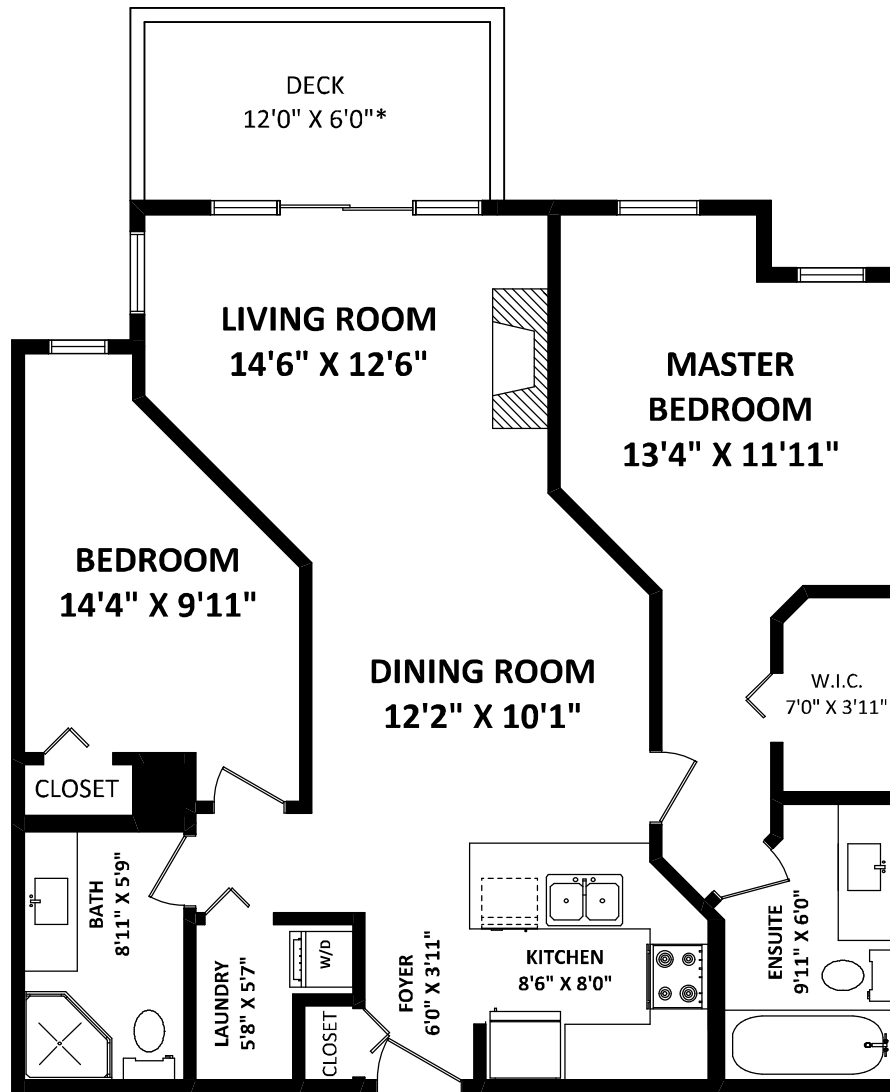 DECK
12'0" X 6'0"*
LIVING ROOM
14'6" X 12'6"
MASTER
BEDROOM
13'4" X 11'11"
BEDROOM
14'4" X 9'11"
DINING ROOM
12'2" X 10'1"
W.I.C.
7'0" X 3'11"
CLOSET
BATH
8'11" X 5'9"
LAUNDRY
5'8" X 5'7"
W/D
CLOSET
FOYER
6'0" X 3'11"
KITCHEN
8'6" X 8'0"
ENSUITE
9'11" X 6'0"